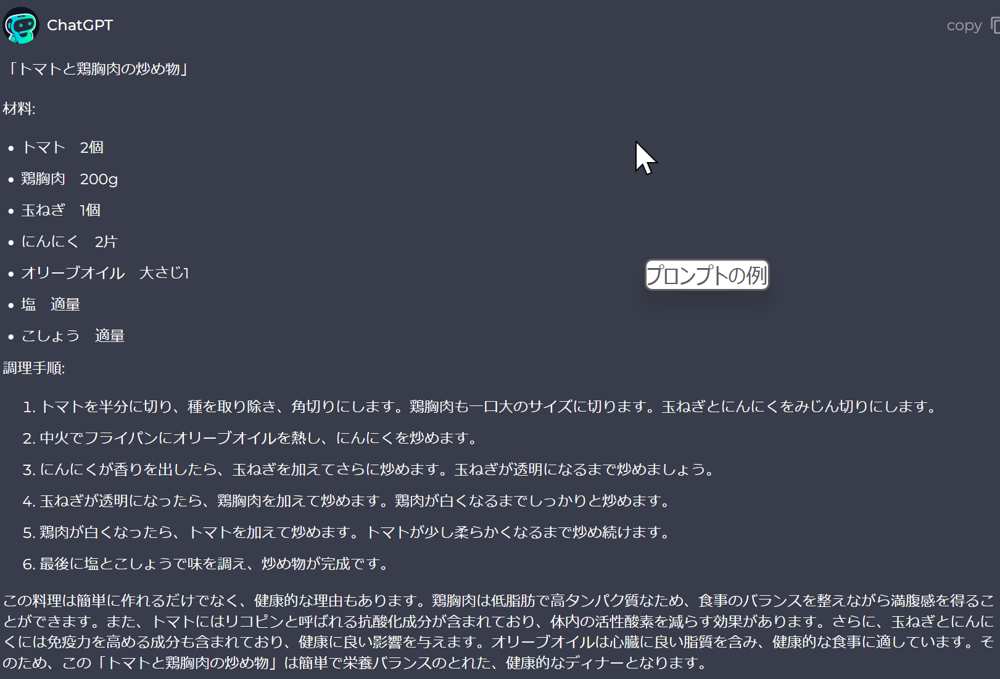 ChatGPT
copy
「トマトと鶏胸肉の炒め物」
材料:
• トマト　2個
• 鶏胸肉　200g
• 玉ねぎ　1個
• にんにく　2片
• オリーブオイル　大さじ1
• 塩　適量
• こしょう　適量
プロンプトの例
調理手順:
1. トマトを半分に切り、種を取り除き、角切りにします。鶏胸肉も一口大のサイズに切ります。玉ねぎとにんにくをみじん切りにします。
2. 中火でフライパンにオリーブオイルを熱し、にんにくを炒めます。
3. にんにくが香りを出したら、玉ねぎを加えてさらに炒めます。玉ねぎが透明になるまで炒めましょう。
4. 玉ねぎが透明になったら、鶏胸肉を加えて炒めます。鶏肉が白くなるまでしっかりと炒めます。
5. 鶏肉が白くなったら、トマトを加えて炒めます。トマトが少し柔らかくなるまで炒め続けます。
6. 最後に塩とこしょうで味を調え、炒め物が完成です。
この料理は簡単に作れるだけでなく、健康的な理由もあります。鶏胸肉は低脂肪で高タンパク質なため、食事のバランスを整えながら満腹感を得るこ
とができます。また、トマトにはリコピンと呼ばれる抗酸化成分が含まれており、体内の活性酸素を減らす効果があります。さらに、玉ねぎとにんに
くには免疫力を高める成分も含まれており、健康に良い影響を与えます。オリーブオイルは心臓に良い脂質を含み、健康的な食事に適しています。そ
のため、この「トマトと鶏胸肉の炒め物」は簡単で栄養バランスのとれた、健康的なディナーとなります。